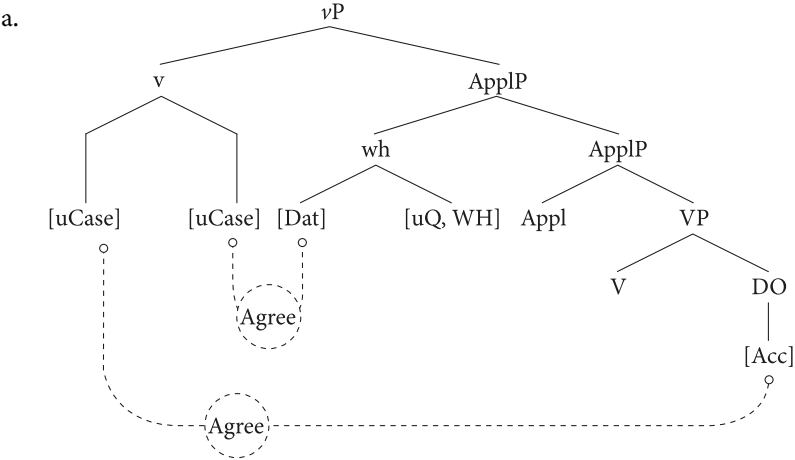 a.
vP
v ApplP
wh ApplP
[uCase] [uCase] [Dat] [uQ, WH] Appl VP
V DO
Agree
[Acc]
Agree